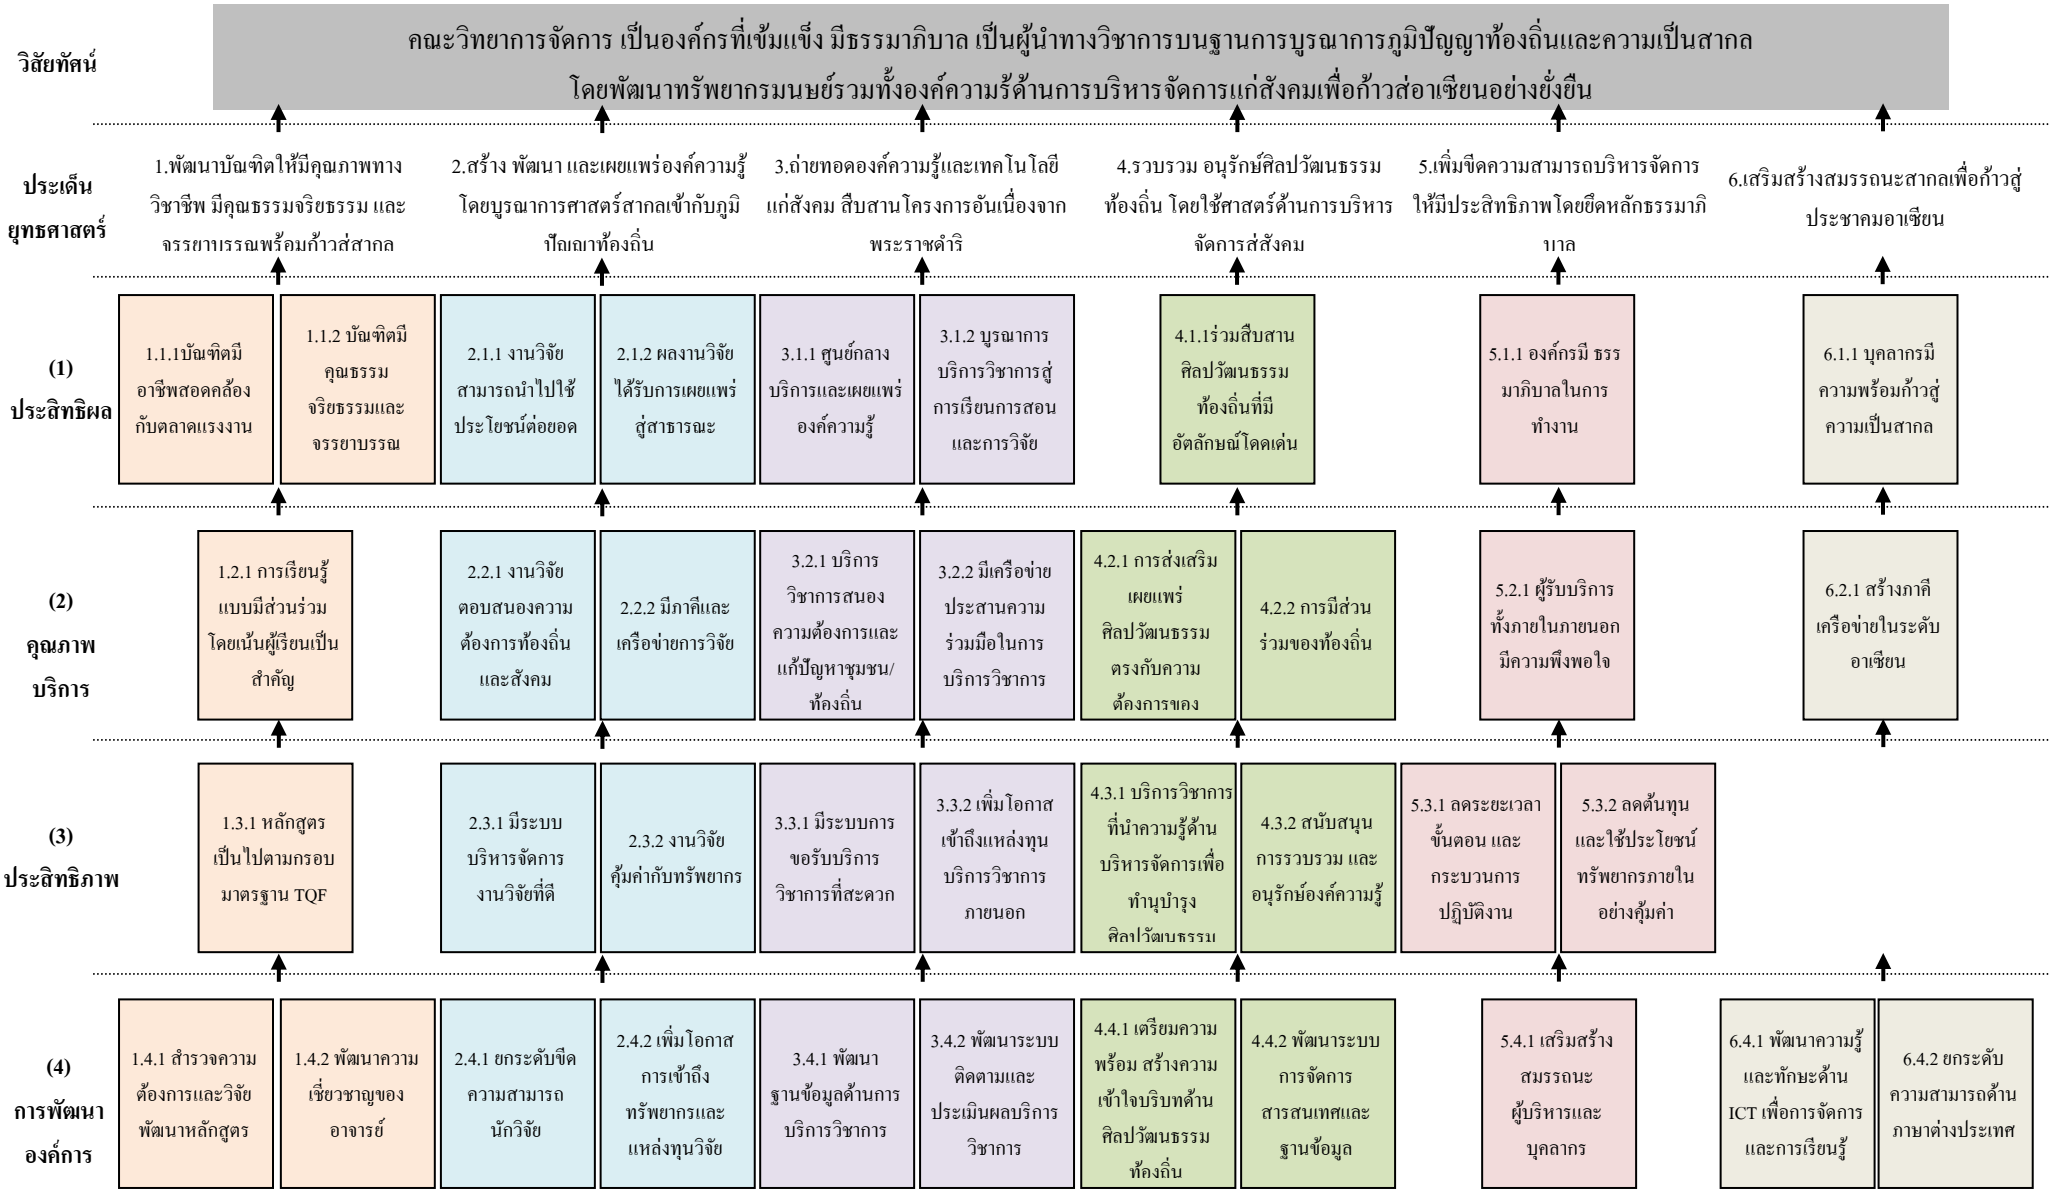 คณะวิทยาการจัดการ เป็นองค์กรที่เข้มแข็ง มีธรรมาภิบาล เป็นผู้นำทางวิชาการบนฐานการบูรณาการภูมิปัญญาท้องถิ่นและความเป็นสากล
โดยพัฒนาทรัพยากรมนุษย์รวมทั้งองค์ความรู้ด้านการบริหารจัดการแก่สังคมเพื่อก้าวสู่อาเซียนอย่างยั่งยืน
วิสัยทัศน์
ประเด็น
ยุทธศาสตร์
1.พัฒนาบัณฑิตให้มีคุณภาพทาง
วิชาชีพ มีคุณธรรมจริยธรรม และ
จรรยาบรรณพร้อมก้าวสู่สากล
2.สร้าง พัฒนา และเผยแพร่องค์ความรู้
โดยบูรณาการศาสตร์สากลเข้ากับภูมิ
ปัญญาท้องถิ่น
3.ถ่ายทอดองค์ความรู้และเทคโนโลยี
แก่สังคม สืบสานโครงการอันเนื่องจาก
พระราชดำริ
4.รวบรวม อนุรักษ์ศิลปวัฒนธรรม
ท้องถิ่น โดยใช้ศาสตร์ด้านการบริหาร
จัดการสู่สังคม
5.เพิ่มขีดความสามารถบริหารจัดการ
ให้มีประสิทธิภาพโดยยึดหลักธรรมาภิ
บาล
6.เสริมสร้างสมรรถนะสากลเพื่อก้าวสู่
ประชาคมอาเซียน
(1)
ประสิทธิผล
1.1.1บัณฑิตมี
อาชีพสอดคล้อง
กับตลาดแรงงาน
1.1.2 บัณฑิตมี
คุณธรรม
จริยธรรมและ
จรรยาบรรณ
2.1.1 งานวิจัย
สามารถนำไปใช้
ประโยชน์ต่อยอด
2.1.2 ผลงานวิจัย
ได้รับการเผยแพร่
สู่สาธารณะ
3.1.1 ศูนย์กลาง
บริการและเผยแพร่
องค์ความรู้
3.1.2 บูรณาการ
บริการวิชาการสู่
การเรียนการสอน
และการวิจัย
4.1.1ร่วมสืบสาน
ศิลปวัฒนธรรม
ท้องถิ่นที่มี
อัตลักษณ์โดดเด่น
5.1.1 องค์กรมี ธรร
มาภิบาลในการ
ทำงาน
6.1.1 บุคลากรมี
ความพร้อมก้าวสู่
ความเป็นสากล
(2)
คุณภาพ
บริการ
1.2.1 การเรียนรู้
แบบมีส่วนร่วม
โดยเน้นผู้เรียนเป็น
สำคัญ
2.2.1 งานวิจัย
ตอบสนองความ
ต้องการท้องถิ่น
และสังคม
2.2.2 มีภาคีและ
เครือข่ายการวิจัย
3.2.1 บริการ
วิชาการสนอง
ความต้องการและ
แก้ปัญหาชุมชน/
ท้องถิ่น
3.2.2 มีเครือข่าย
ประสานความ
ร่วมมือในการ
บริการวิชาการ
4.2.1 การส่งเสริม
เผยแพร่
ศิลปวัฒนธรรม
ตรงกับความ
ต้องการของ
4.2.2 การมีส่วน
ร่วมของท้องถิ่น
5.2.1 ผู้รับบริการ
ทั้งภายในภายนอก
มีความพึงพอใจ
6.2.1 สร้างภาคี
เครือข่ายในระดับ
อาเซียน
(3)
ประสิทธิภาพ
1.3.1 หลักสูตร
เป็นไปตามกรอบ
มาตรฐาน TQF
2.3.1 มีระบบ
บริหารจัดการ
งานวิจัยที่ดี
2.3.2 งานวิจัย
คุ้มค่ากับทรัพยากร
3.3.1 มีระบบการ
ขอรับบริการ
วิชาการที่สะดวก
3.3.2 เพิ่มโอกาส
เข้าถึงแหล่งทุน
บริการวิชาการ
ภายนอก
4.3.1 บริการวิชาการ
ที่นำความรู้ด้าน
บริหารจัดการเพื่อ
ทำนุบำรุง
ศิลปวัฒนธรรม
4.3.2 สนับสนุน
การรวบรวม และ
อนุรักษ์องค์ความรู้
5.3.1 ลดระยะเวลา
ขั้นตอน และ
กระบวนการ
ปฏิบัติงาน
5.3.2 ลดต้นทุน
และใช้ประโยชน์
ทรัพยากรภายใน
อย่างคุ้มค่า
(4)
การพัฒนา
องค์การ
1.4.1 สำรวจความ
ต้องการและวิจัย
พัฒนาหลักสูตร
1.4.2 พัฒนาความ
เชี่ยวชาญของ
อาจารย์
2.4.1 ยกระดับขีด
ความสามารถ
นักวิจัย
2.4.2 เพิ่มโอกาส
การเข้าถึง
ทรัพยากรและ
แหล่งทุนวิจัย
3.4.1 พัฒนา
ฐานข้อมูลด้านการ
บริการวิชาการ
3.4.2 พัฒนาระบบ
ติดตามและ
ประเมินผลบริการ
วิชาการ
4.4.1 เตรียมความ
พร้อม สร้างความ
เข้าใจบริบทด้าน
ศิลปวัฒนธรรม
ท้องถิ่น
4.4.2 พัฒนาระบบ
การจัดการ
สารสนเทศและ
ฐานข้อมูล
5.4.1 เสริมสร้าง
สมรรถนะ
ผู้บริหารและ
บุคลากร
6.4.1 พัฒนาความรู้
และทักษะด้าน
ICT เพื่อการจัดการ
และการเรียนรู้
6.4.2 ยกระดับ
ความสามารถด้าน
ภาษาต่างประเทศ